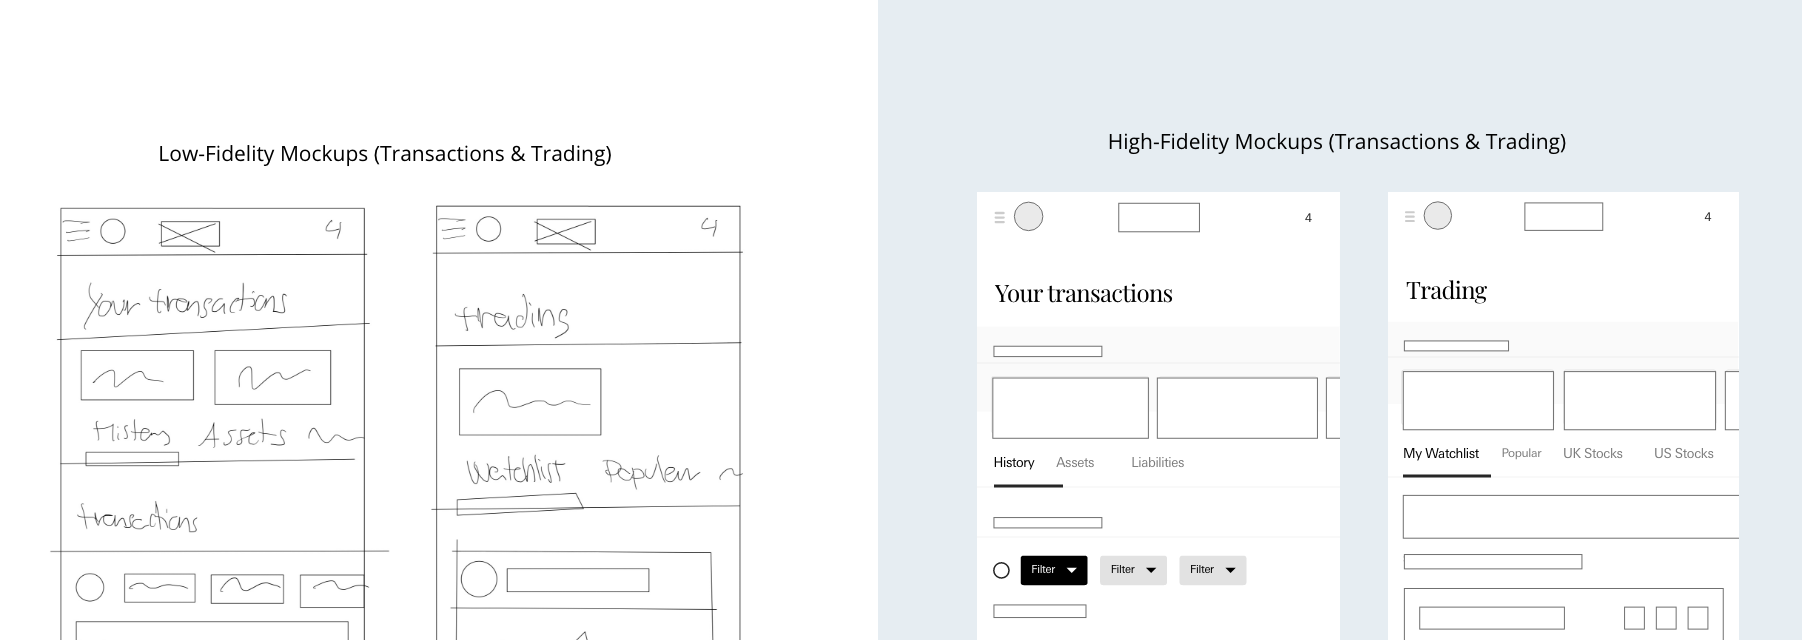 Low-Fidelity Mockups (Transactions & Trading)
4
Your transactions
History Assets
transactions
4
trading
Watchlist Popular
High-Fidelity Mockups (Transactions & Trading)
4
Your transactions
History Assets Liabilities
Filter Filter Filter
4
Trading
My Watchlist Popular UK Stocks US Stocks